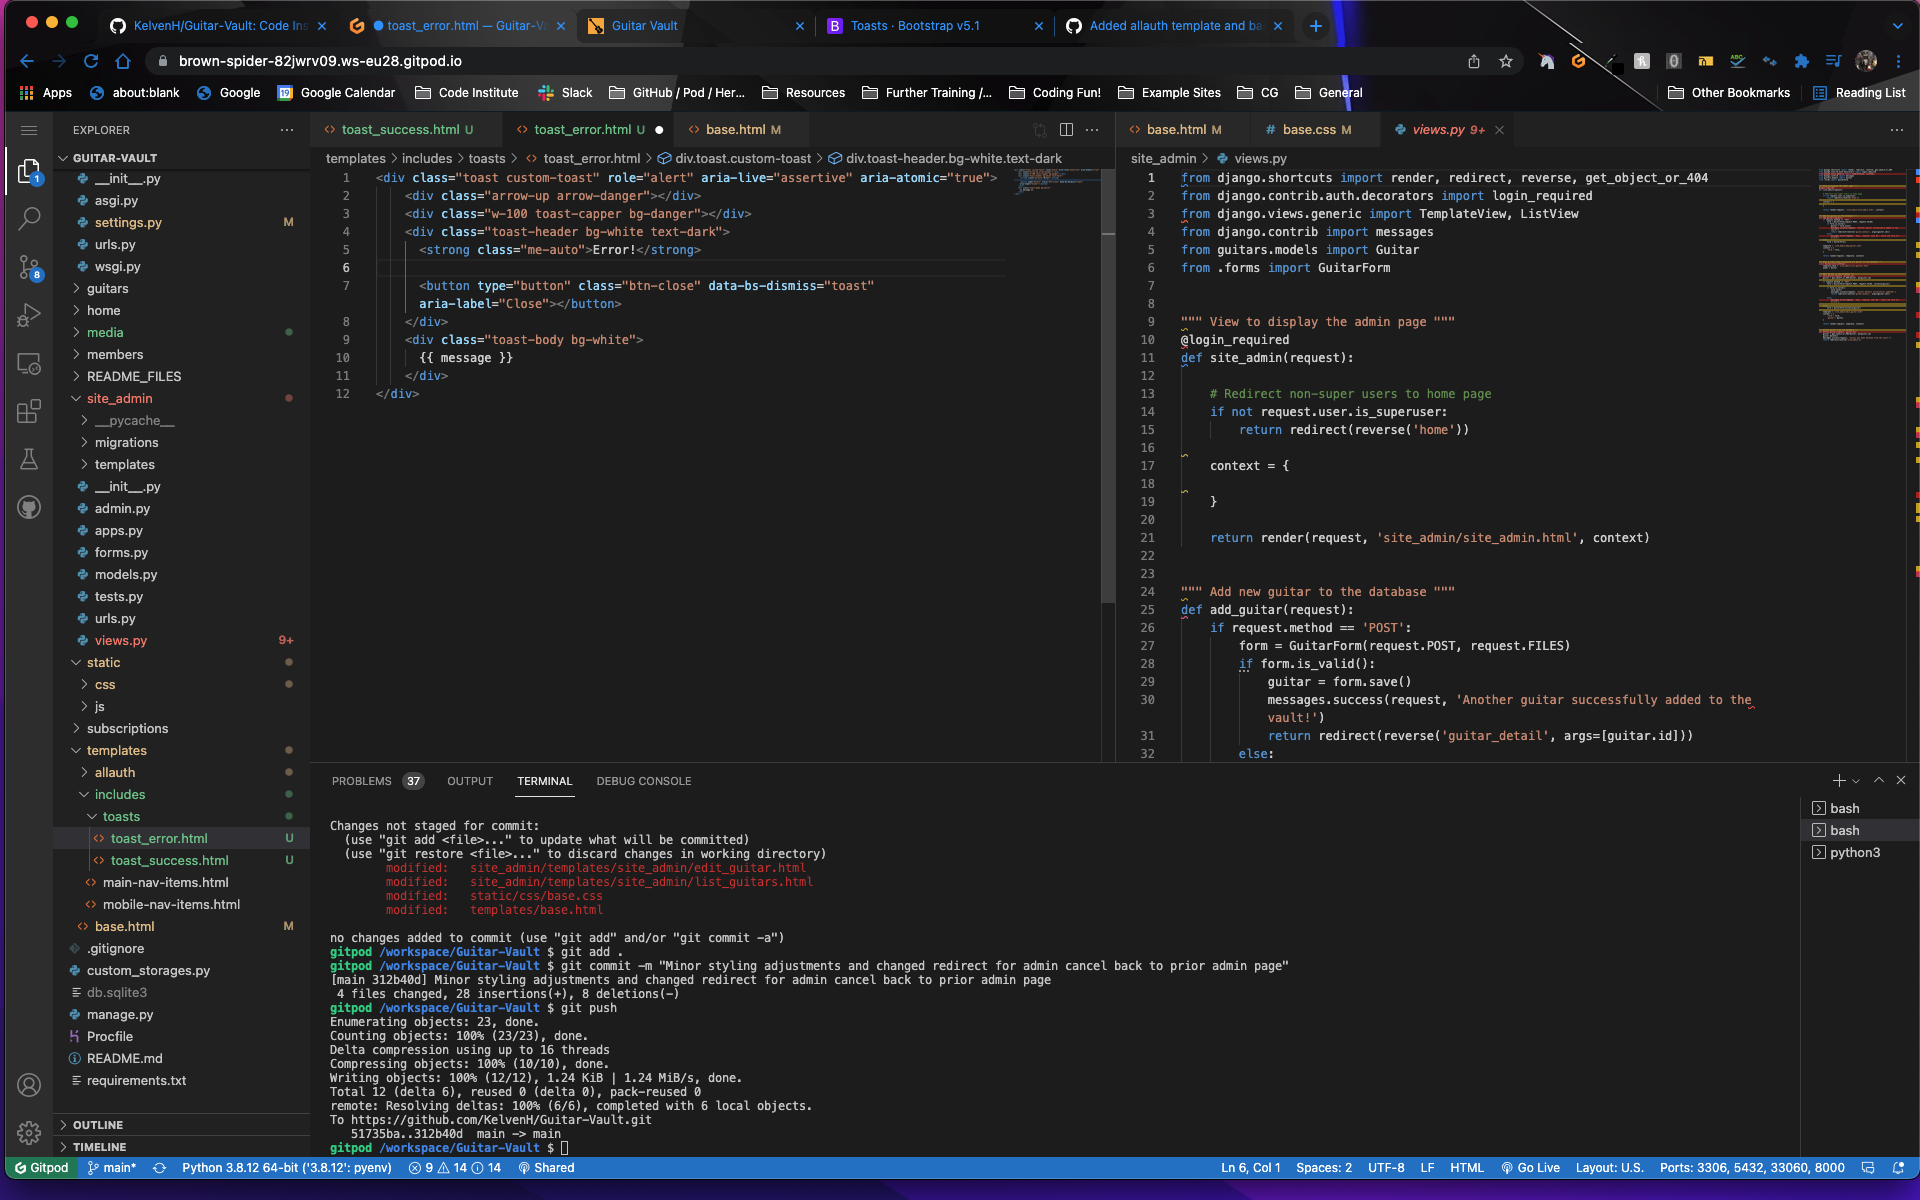 KelvenH/Guitar-Vault: Code Ins
toast_error.html — Guitar-V
Guitar Vault
Toasts · Bootstrap v5.1
Added allauth template and ba
brown-spider-82jwrv09.ws-eu28.gitpod.io
Apps about:blank Google Google Calendar Code Institute Slack GitHub / Pod / Her... Resources Further Training /... Coding Fun! Example Sites CG General Other Bookmarks Reading List
EXPLORER
GUITAR-VAULT
__init__.py
asgi.py
settings.py M
urls.py
wsgi.py
guitars
home
media
members
README_FILES
site_admin
__pycache__
migrations
templates
__init__.py
admin.py
apps.py
forms.py
models.py
tests.py
urls.py
views.py 9+
static
css
js
subscriptions
templates
allauth
includes
toasts
toast_error.html U
toast_success.html U
main-nav-items.html
mobile-nav-items.html
base.html M
.gitignore
custom_storages.py
db.sqlite3
manage.py
Procfile
README.md
requirements.txt
OUTLINE
TIMELINE
1
8
toast_success.html U toast_error.html U base.html M
templates > includes > toasts > toast_error.html > div.toast.custom-toast > div.toast-header.bg-white.text-dark
1 <div class="toast custom-toast" role="alert" aria-live="assertive" aria-atomic="true">
2 <div class="arrow-up arrow-danger"></div>
3 <div class="w-100 toast-capper bg-danger"></div>
4 <div class="toast-header bg-white text-dark">
5 <strong class="me-auto">Error!</strong>
6
7 <button type="button" class="btn-close" data-bs-dismiss="toast"
aria-label="Close"></button>
8 </div>
9 <div class="toast-body bg-white">
10 {{ message }}
11 </div>
12 </div>
base.html M base.css M views.py 9+
site_admin > views.py
1 from django.shortcuts import render, redirect, reverse, get_object_or_404
2 from django.contrib.auth.decorators import login_required
3 from django.views.generic import TemplateView, ListView
4 from django.contrib import messages
5 from guitars.models import Guitar
6 from .forms import GuitarForm
7
8
9 """ View to display the admin page """
10 @login_required
11 def site_admin(request):
12
13 # Redirect non-super users to home page
14 if not request.user.is_superuser:
15 return redirect(reverse('home'))
16
17 context = {
18
19 }
20
21 return render(request, 'site_admin/site_admin.html', context)
22
23
24 """ Add new guitar to the database """
25 def add_guitar(request):
26 if request.method == 'POST':
27 form = GuitarForm(request.POST, request.FILES)
28 if form.is_valid():
29 guitar = form.save()
30 messages.success(request, 'Another guitar successfully added to the
vault!')
31 return redirect(reverse('guitar_detail', args=[guitar.id]))
32 else:
PROBLEMS 37 OUTPUT TERMINAL DEBUG CONSOLE
Changes not staged for commit:
(use "git add <file>..." to update what will be committed)
(use "git restore <file>..." to discard changes in working directory)
modified: site_admin/templates/site_admin/edit_guitar.html
modified: site_admin/templates/site_admin/list_guitars.html
modified: static/css/base.css
modified: templates/base.html
no changes added to commit (use "git add" and/or "git commit -a")
gitpod /workspace/Guitar-Vault $ git add .
gitpod /workspace/Guitar-Vault $ git commit -m "Minor styling adjustments and changed redirect for admin cancel back to prior admin page"
[main 312b40d] Minor styling adjustments and changed redirect for admin cancel back to prior admin page
4 files changed, 28 insertions(+), 8 deletions(-)
gitpod /workspace/Guitar-Vault $ git push
Enumerating objects: 23, done.
Counting objects: 100% (23/23), done.
Delta compression using up to 16 threads
Compressing objects: 100% (10/10), done.
Writing objects: 100% (12/12), 1.24 KiB | 1.24 MiB/s, done.
Total 12 (delta 6), reused 0 (delta 0), pack-reused 0
remote: Resolving deltas: 100% (6/6), completed with 6 local objects.
To https://github.com/KelvenH/Guitar-Vault.git
51735ba..312b40d main -> main
gitpod /workspace/Guitar-Vault $
bash
bash
python3
Gitpod main* Python 3.8.12 64-bit ('3.8.12': pyenv) 9 14 14 Shared Ln 6, Col 1 Spaces: 2 UTF-8 LF HTML Go Live Layout: U.S. Ports: 3306, 5432, 33060, 8000